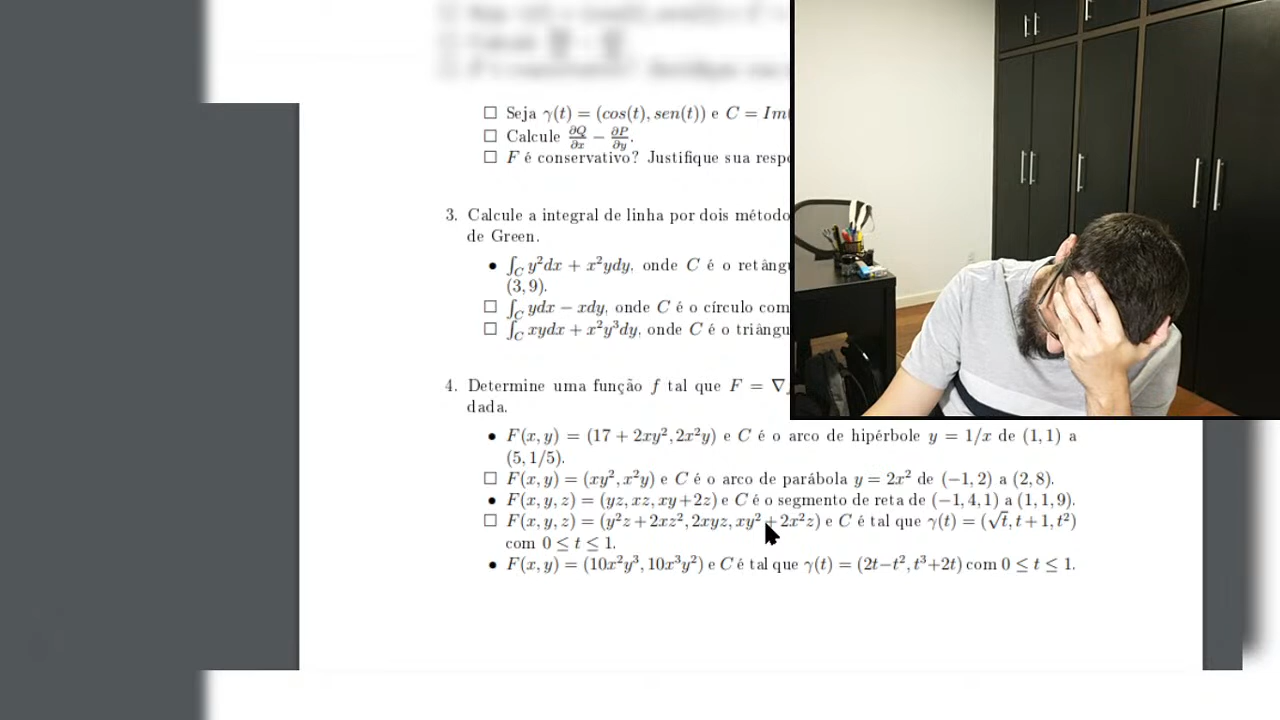 □ Seja γ(t) = (cos(t), sen(t)) e C = Im
□ Calcule ∂Q/∂x − ∂P/∂y.
□ F é conservativo? Justifique sua
3. Calcule a integral de linha por dois
de Green.
• ∫_C y²dx + x²ydy, onde C é o
(3, 9).
□ ∫_C ydx − xdy, onde C é o círculo com
□ ∫_C xydx + x²y³dy, onde C é o
4. Determine uma função f tal que F = ∇
dada.
• F(x, y) = (17 + 2xy², 2x²y) e C é o arco de hipérbole y = 1/x de (1, 1) a
(5, 1/5).
□ F(x, y) = (xy², x²y) e C é o arco de parábola y = 2x² de (−1, 2) a (2, 8).
• F(x, y, z) = (yz, xz, xy+2z) e C é o segmento de reta de (−1, 4, 1) a (1, 1, 9).
□ F(x, y, z) = (y²z + 2xz², 2xyz, xy² + 2x²z) e C é tal que γ(t) = (√t, t + 1, t²)
com 0 ≤ t ≤ 1.
• F(x, y) = (10x²y³, 10x³y²) e C é tal que γ(t) = (2t−t², t³+2t) com 0 ≤ t ≤ 1.